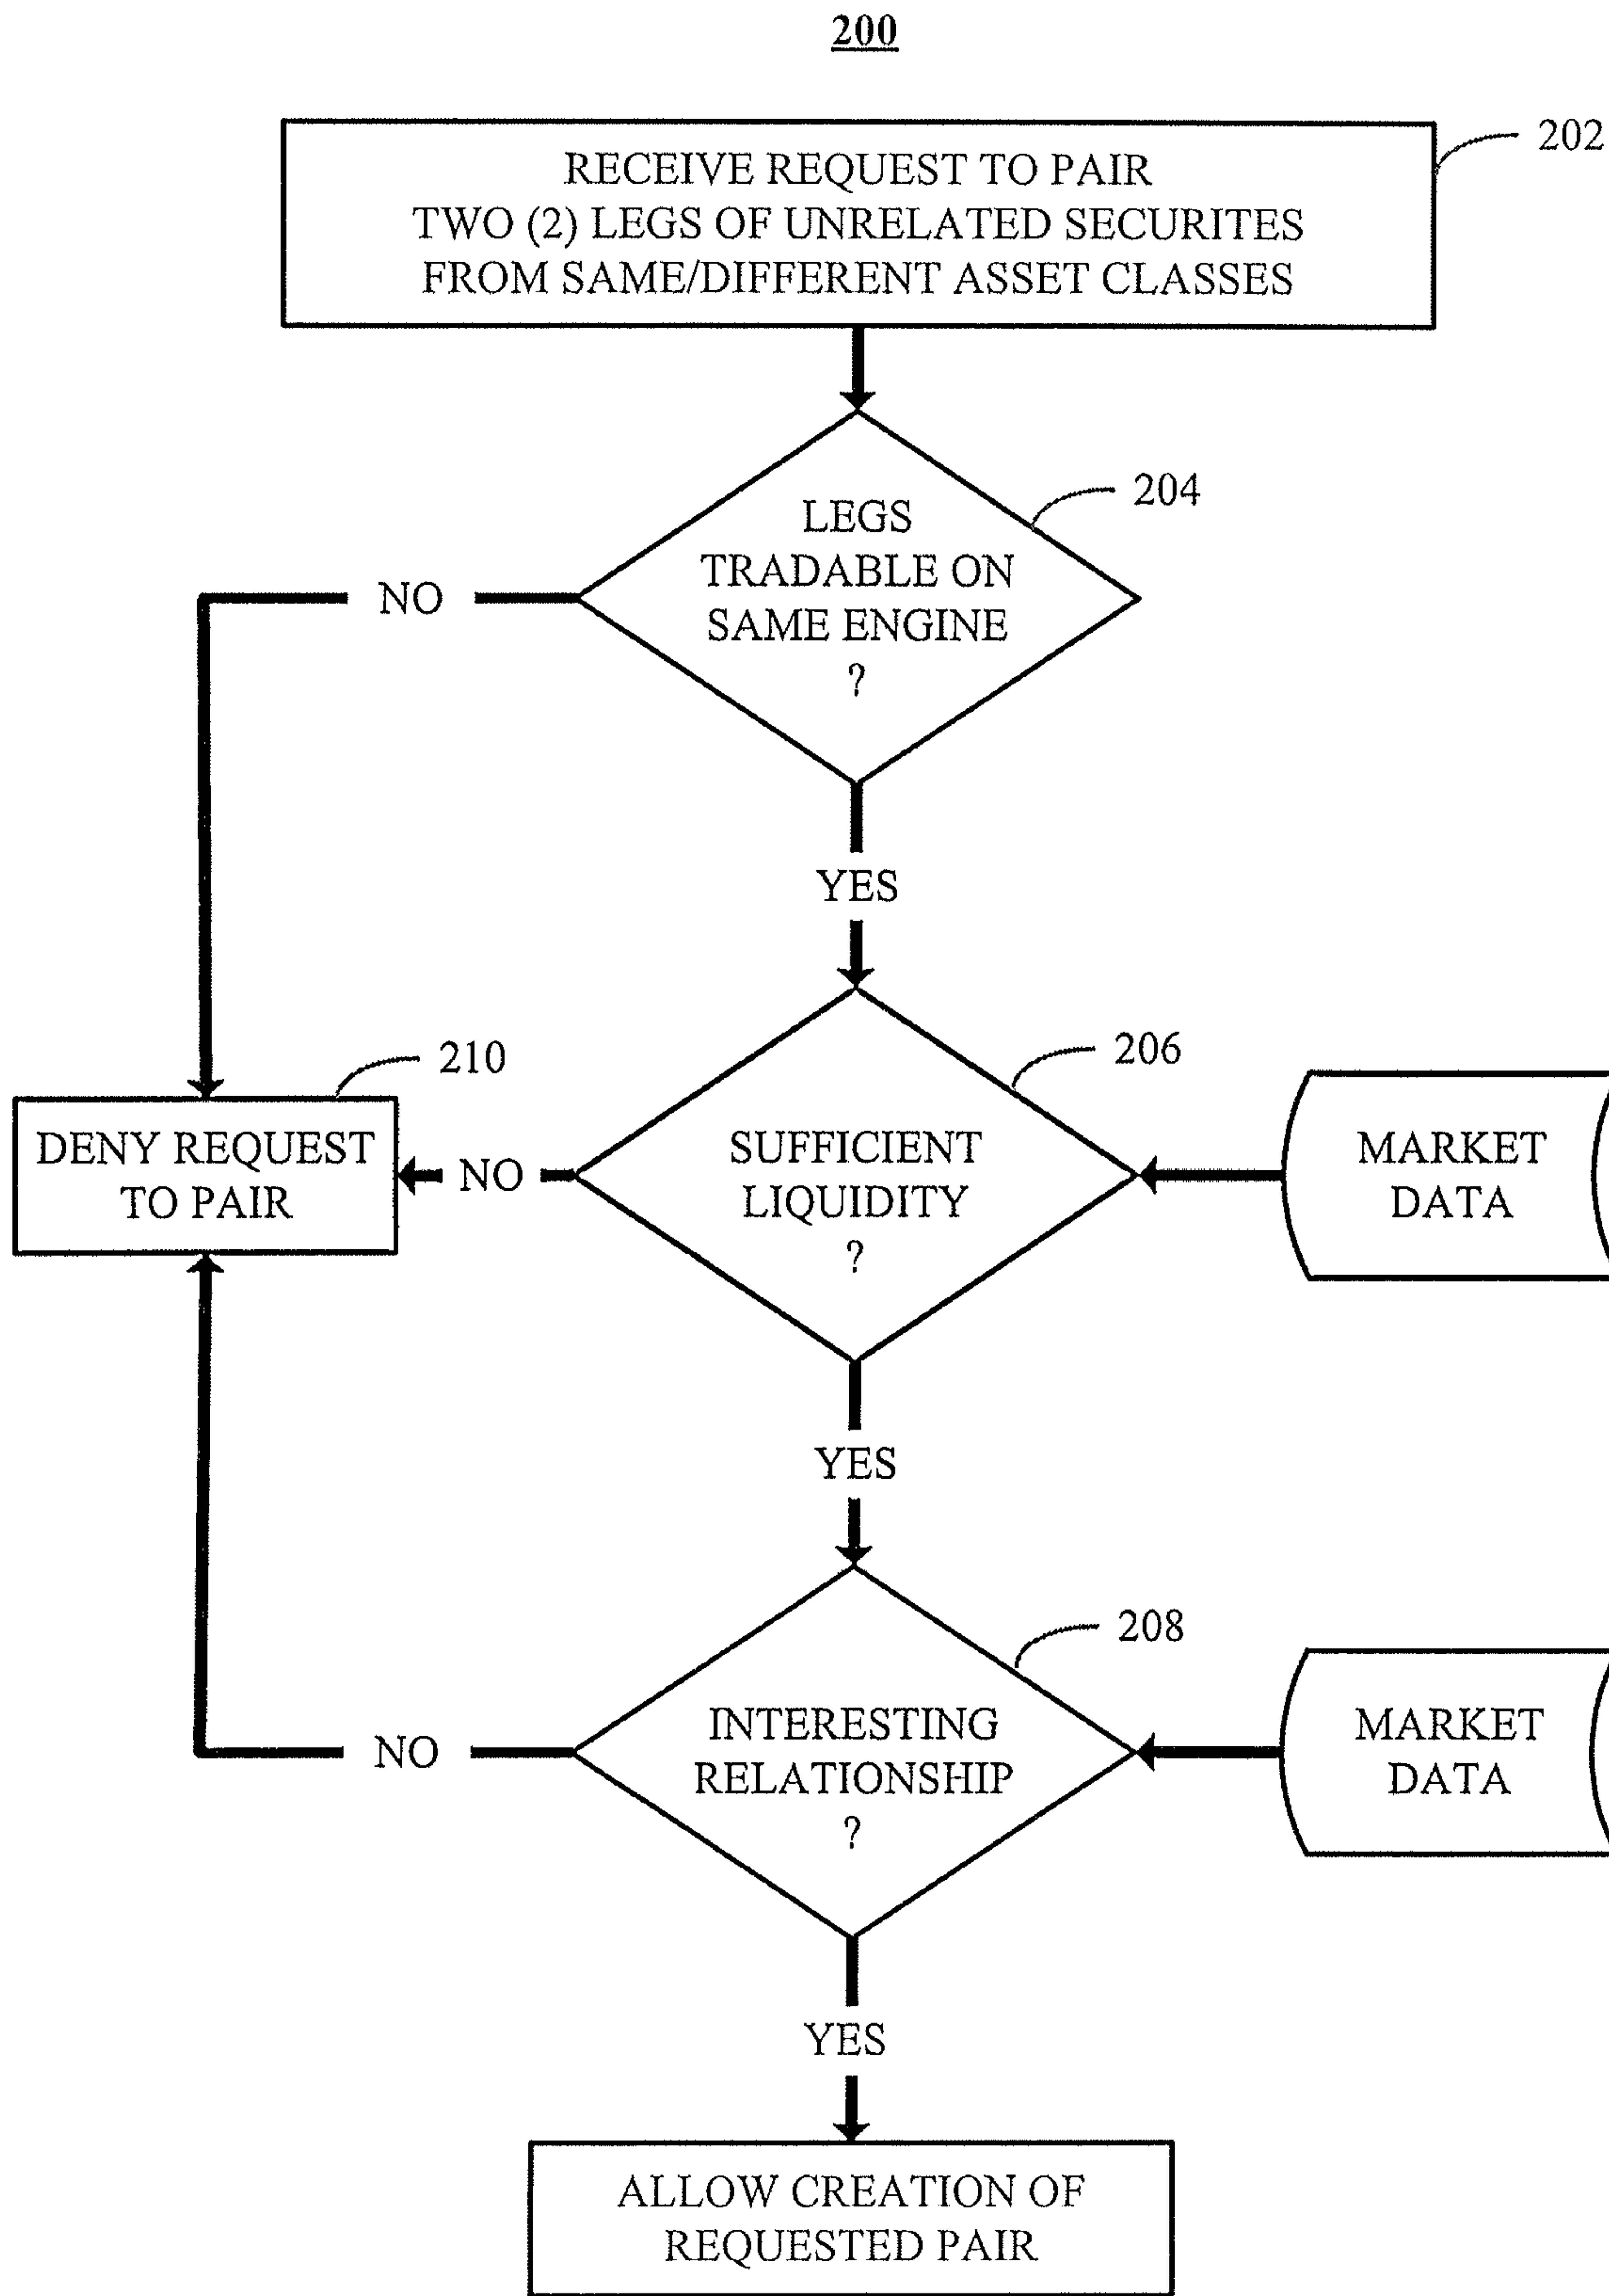 200
202
RECEIVE REQUEST TO PAIR
TWO (2) LEGS OF UNRELATED SECURITES
FROM SAME/DIFFERENT ASSET CLASSES
204
LEGS
TRADABLE ON
SAME ENGINE
?
NO
YES
210
DENY REQUEST
TO PAIR
NO
206
SUFFICIENT
LIQUIDITY
?
MARKET
DATA
YES
208
INTERESTING
RELATIONSHIP
?
NO
MARKET
DATA
YES
ALLOW CREATION OF
REQUESTED PAIR